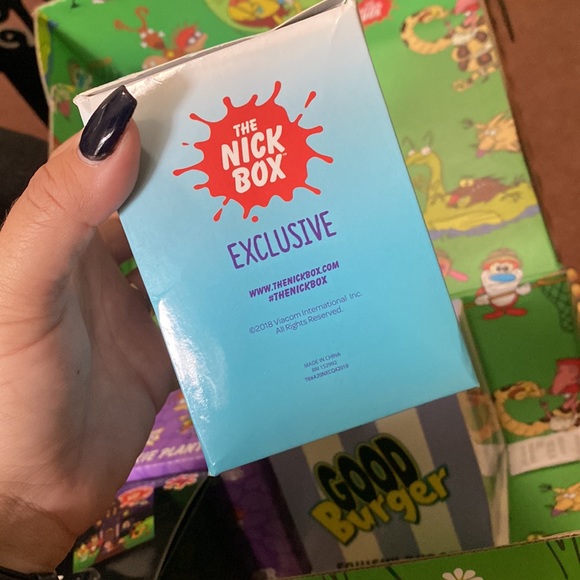 THE
NICK
BOX
EXCLUSIVE
WWW.THENICKBOX.COM
#THENICKBOX
©2018 Viacom International Inc.
All Rights Reserved.
MADE IN CHINA
GOOD
Burger